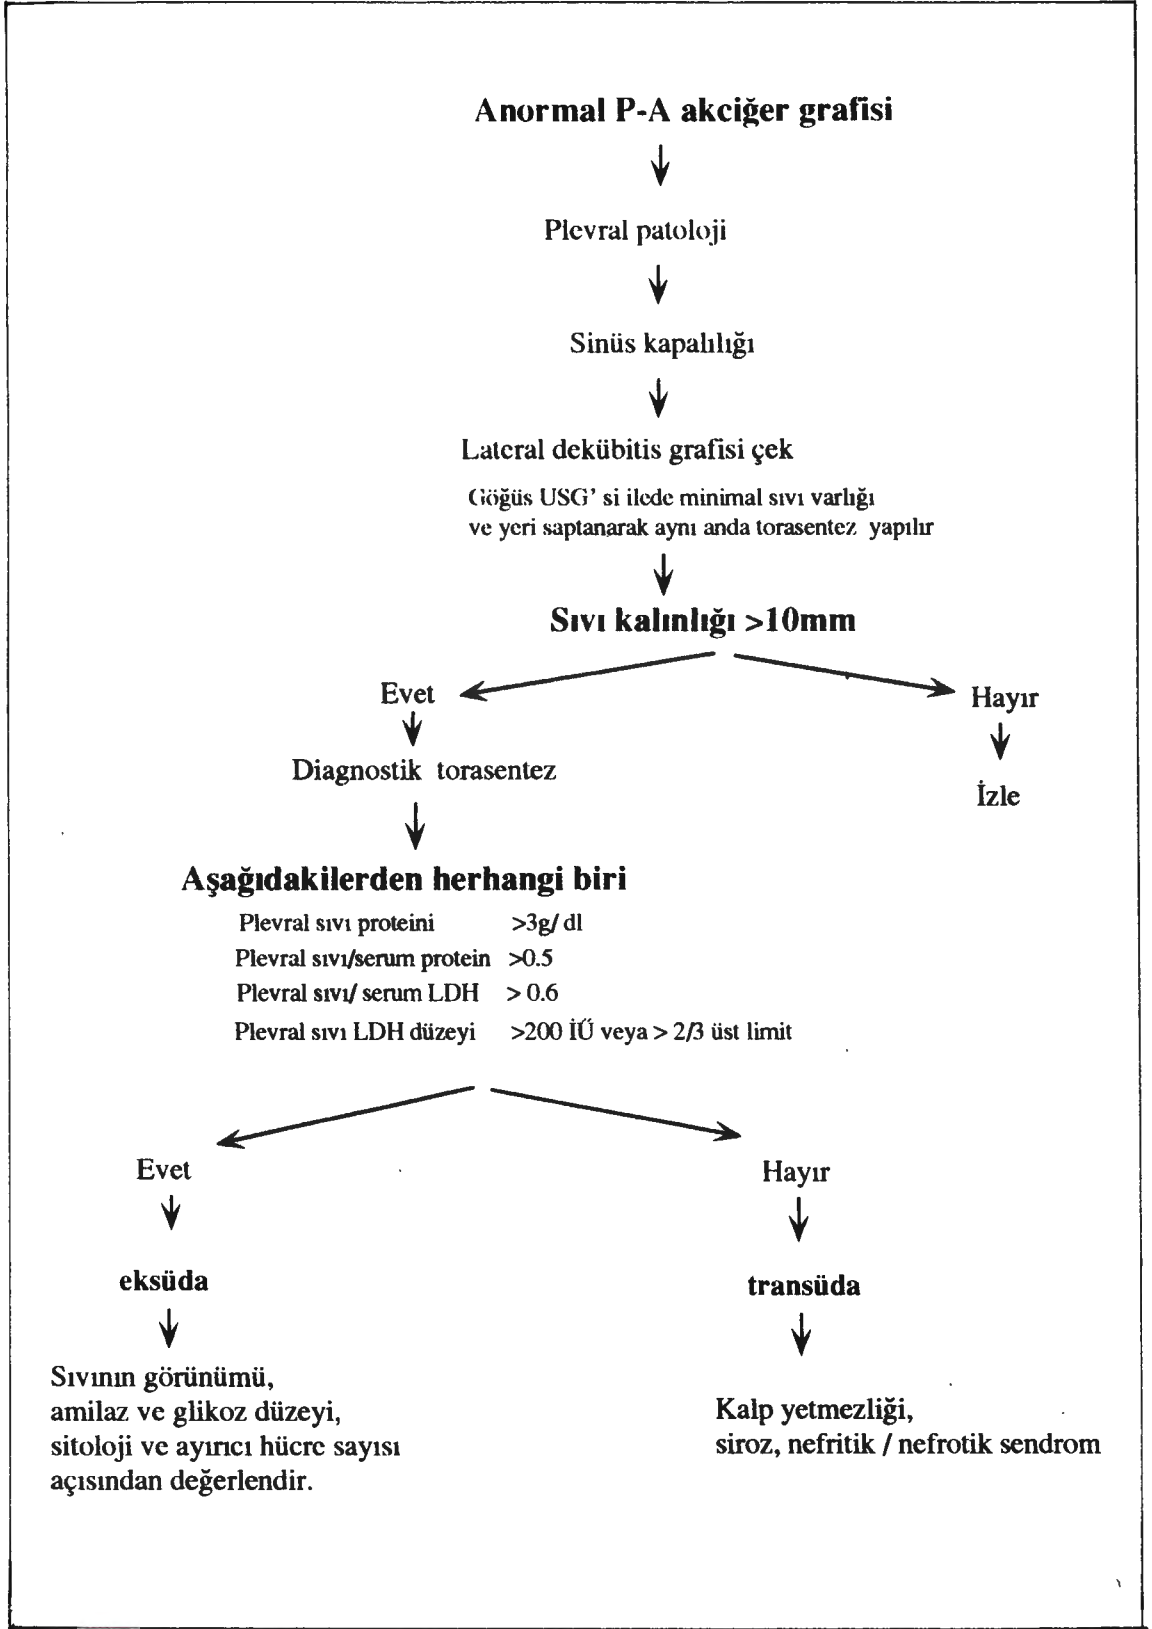 Anormal P-A akciğer grafisi
Plevral patoloji
Sinüs kapalılığı
Lateral dekübitis grafisi çek
Göğüs USG' si ilede minimal sıvı varlığı
ve yeri saptanarak aynı anda torasentez yapılır
Sıvı kalınlığı >10mm
Evet
Hayır
Diagnostik torasentez
İzle
Aşağıdakilerden herhangi biri
Plevral sıvı proteini >3g/ dl
Plevral sıvı/serum protein >0.5
Plevral sıvı/ serum LDH > 0.6
Plevral sıvı LDH düzeyi >200 İÜ veya > 2/3 üst limit
Evet
Hayır
eksüda
transüda
Sıvının görünümü,
amilaz ve glikoz düzeyi,
sitoloji ve ayırıcı hücre sayısı
açısından değerlendir.
Kalp yetmezliği,
siroz, nefritik / nefrotik sendrom